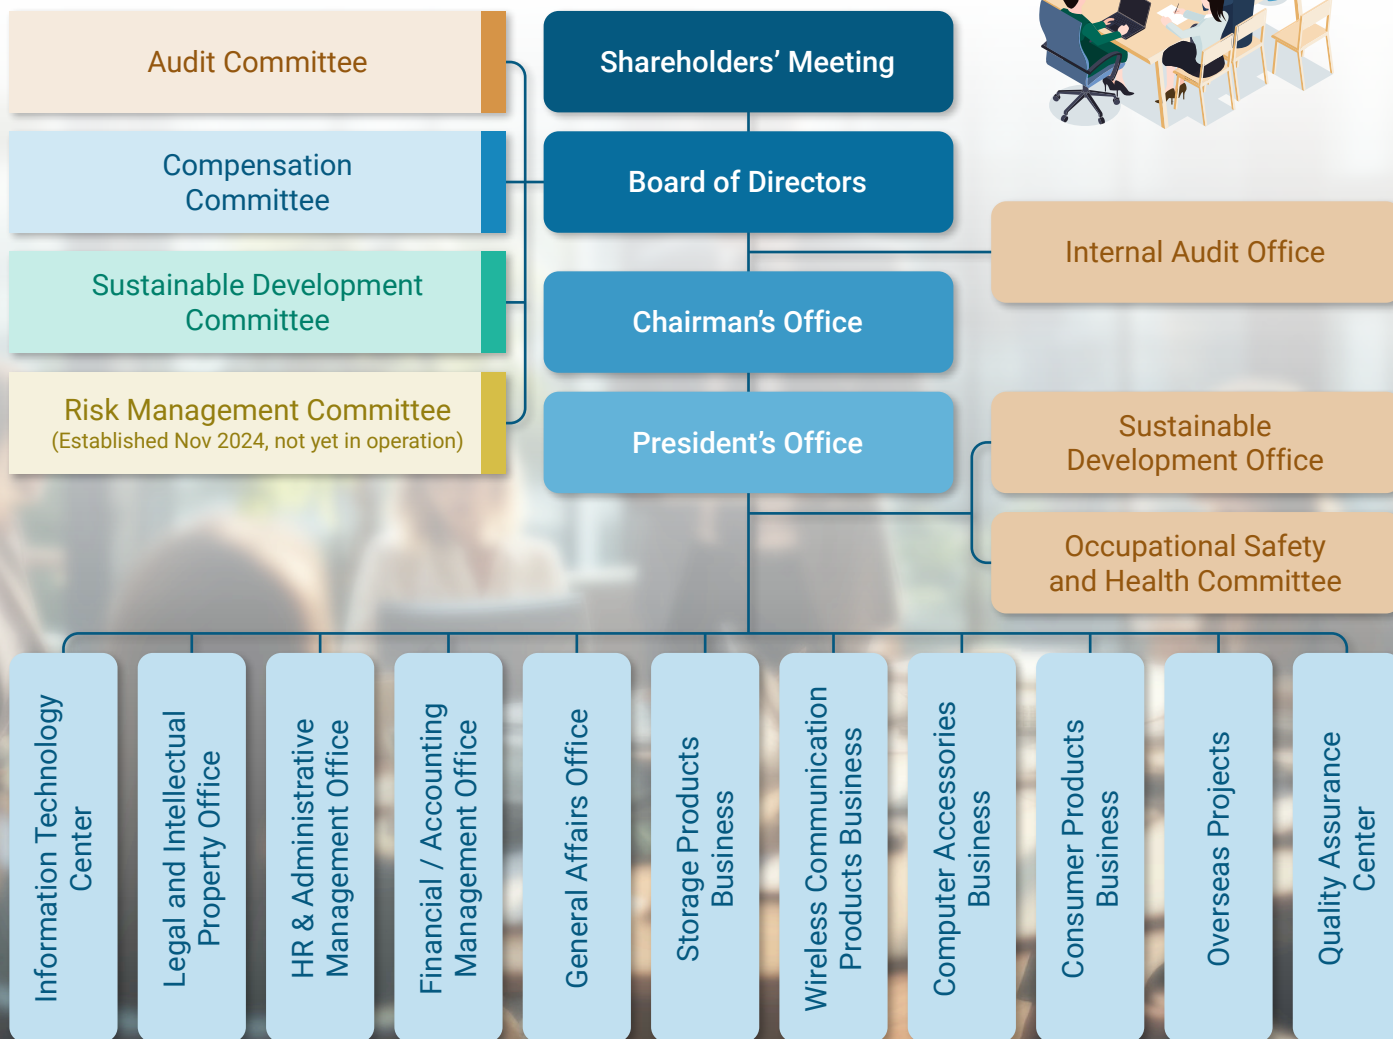 Audit Committee
Shareholders’ Meeting
Compensation
Committee
Board of Directors
Internal Audit Office
Sustainable Development
Committee
Chairman’s Office
Risk Management Committee
(Established Nov 2024, not yet in operation)
President’s Office
Sustainable
Development Office
Occupational Safety
and Health Committee
Information Technology
Center
Legal and Intellectual
Property Office
HR & Administrative
Management Office
Financial / Accounting
Management Office
General Affairs Office
Storage Products
Business
Wireless Communication
Products Business
Computer Accessories
Business
Consumer Products
Business
Overseas Projects
Quality Assurance
Center